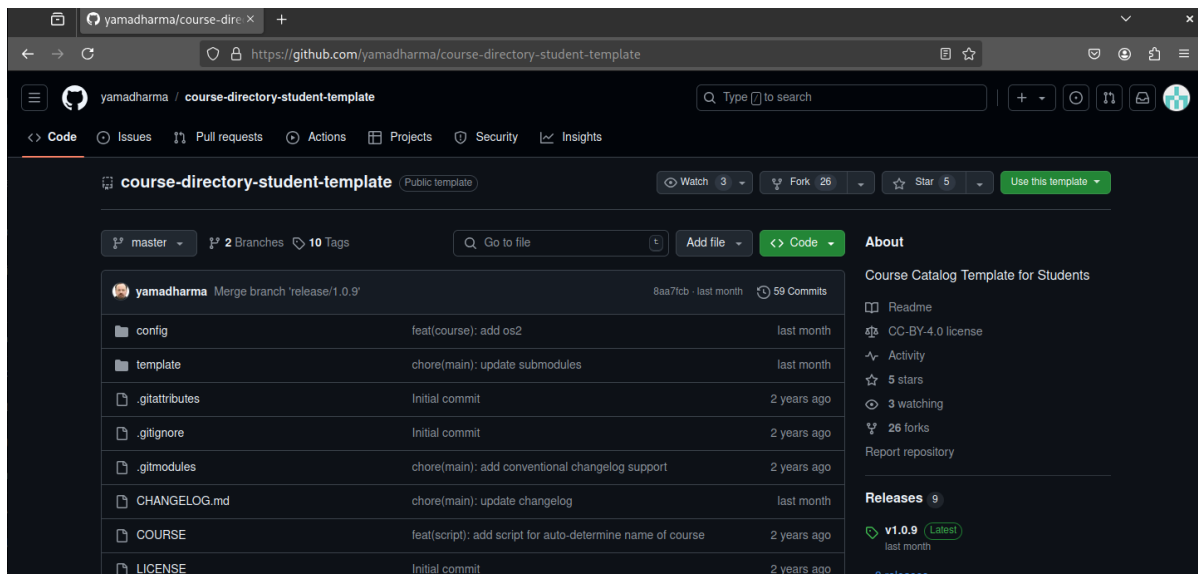 yamadharma/course-dire
https://github.com/yamadharma/course-directory-student-template
yamadharma / course-directory-student-template
Type / to search
Code Issues Pull requests Actions Projects Security Insights
course-directory-student-template Public template
Watch 3 Fork 26 Star 5 Use this template
master 2 Branches 10 Tags Go to file t Add file Code
yamadharma Merge branch 'release/1.0.9' 8aa7fcb · last month 59 Commits
config feat(course): add os2 last month
template chore(main): update submodules last month
.gitattributes Initial commit 2 years ago
.gitignore Initial commit 2 years ago
.gitmodules chore(main): add conventional changelog support 2 years ago
CHANGELOG.md chore(main): update changelog last month
COURSE feat(script): add script for auto-determine name of course 2 years ago
LICENSE Initial commit 2 years ago
About
Course Catalog Template for Students
Readme
CC-BY-4.0 license
Activity
5 stars
3 watching
26 forks
Report repository
Releases 9
v1.0.9 Latest
last month